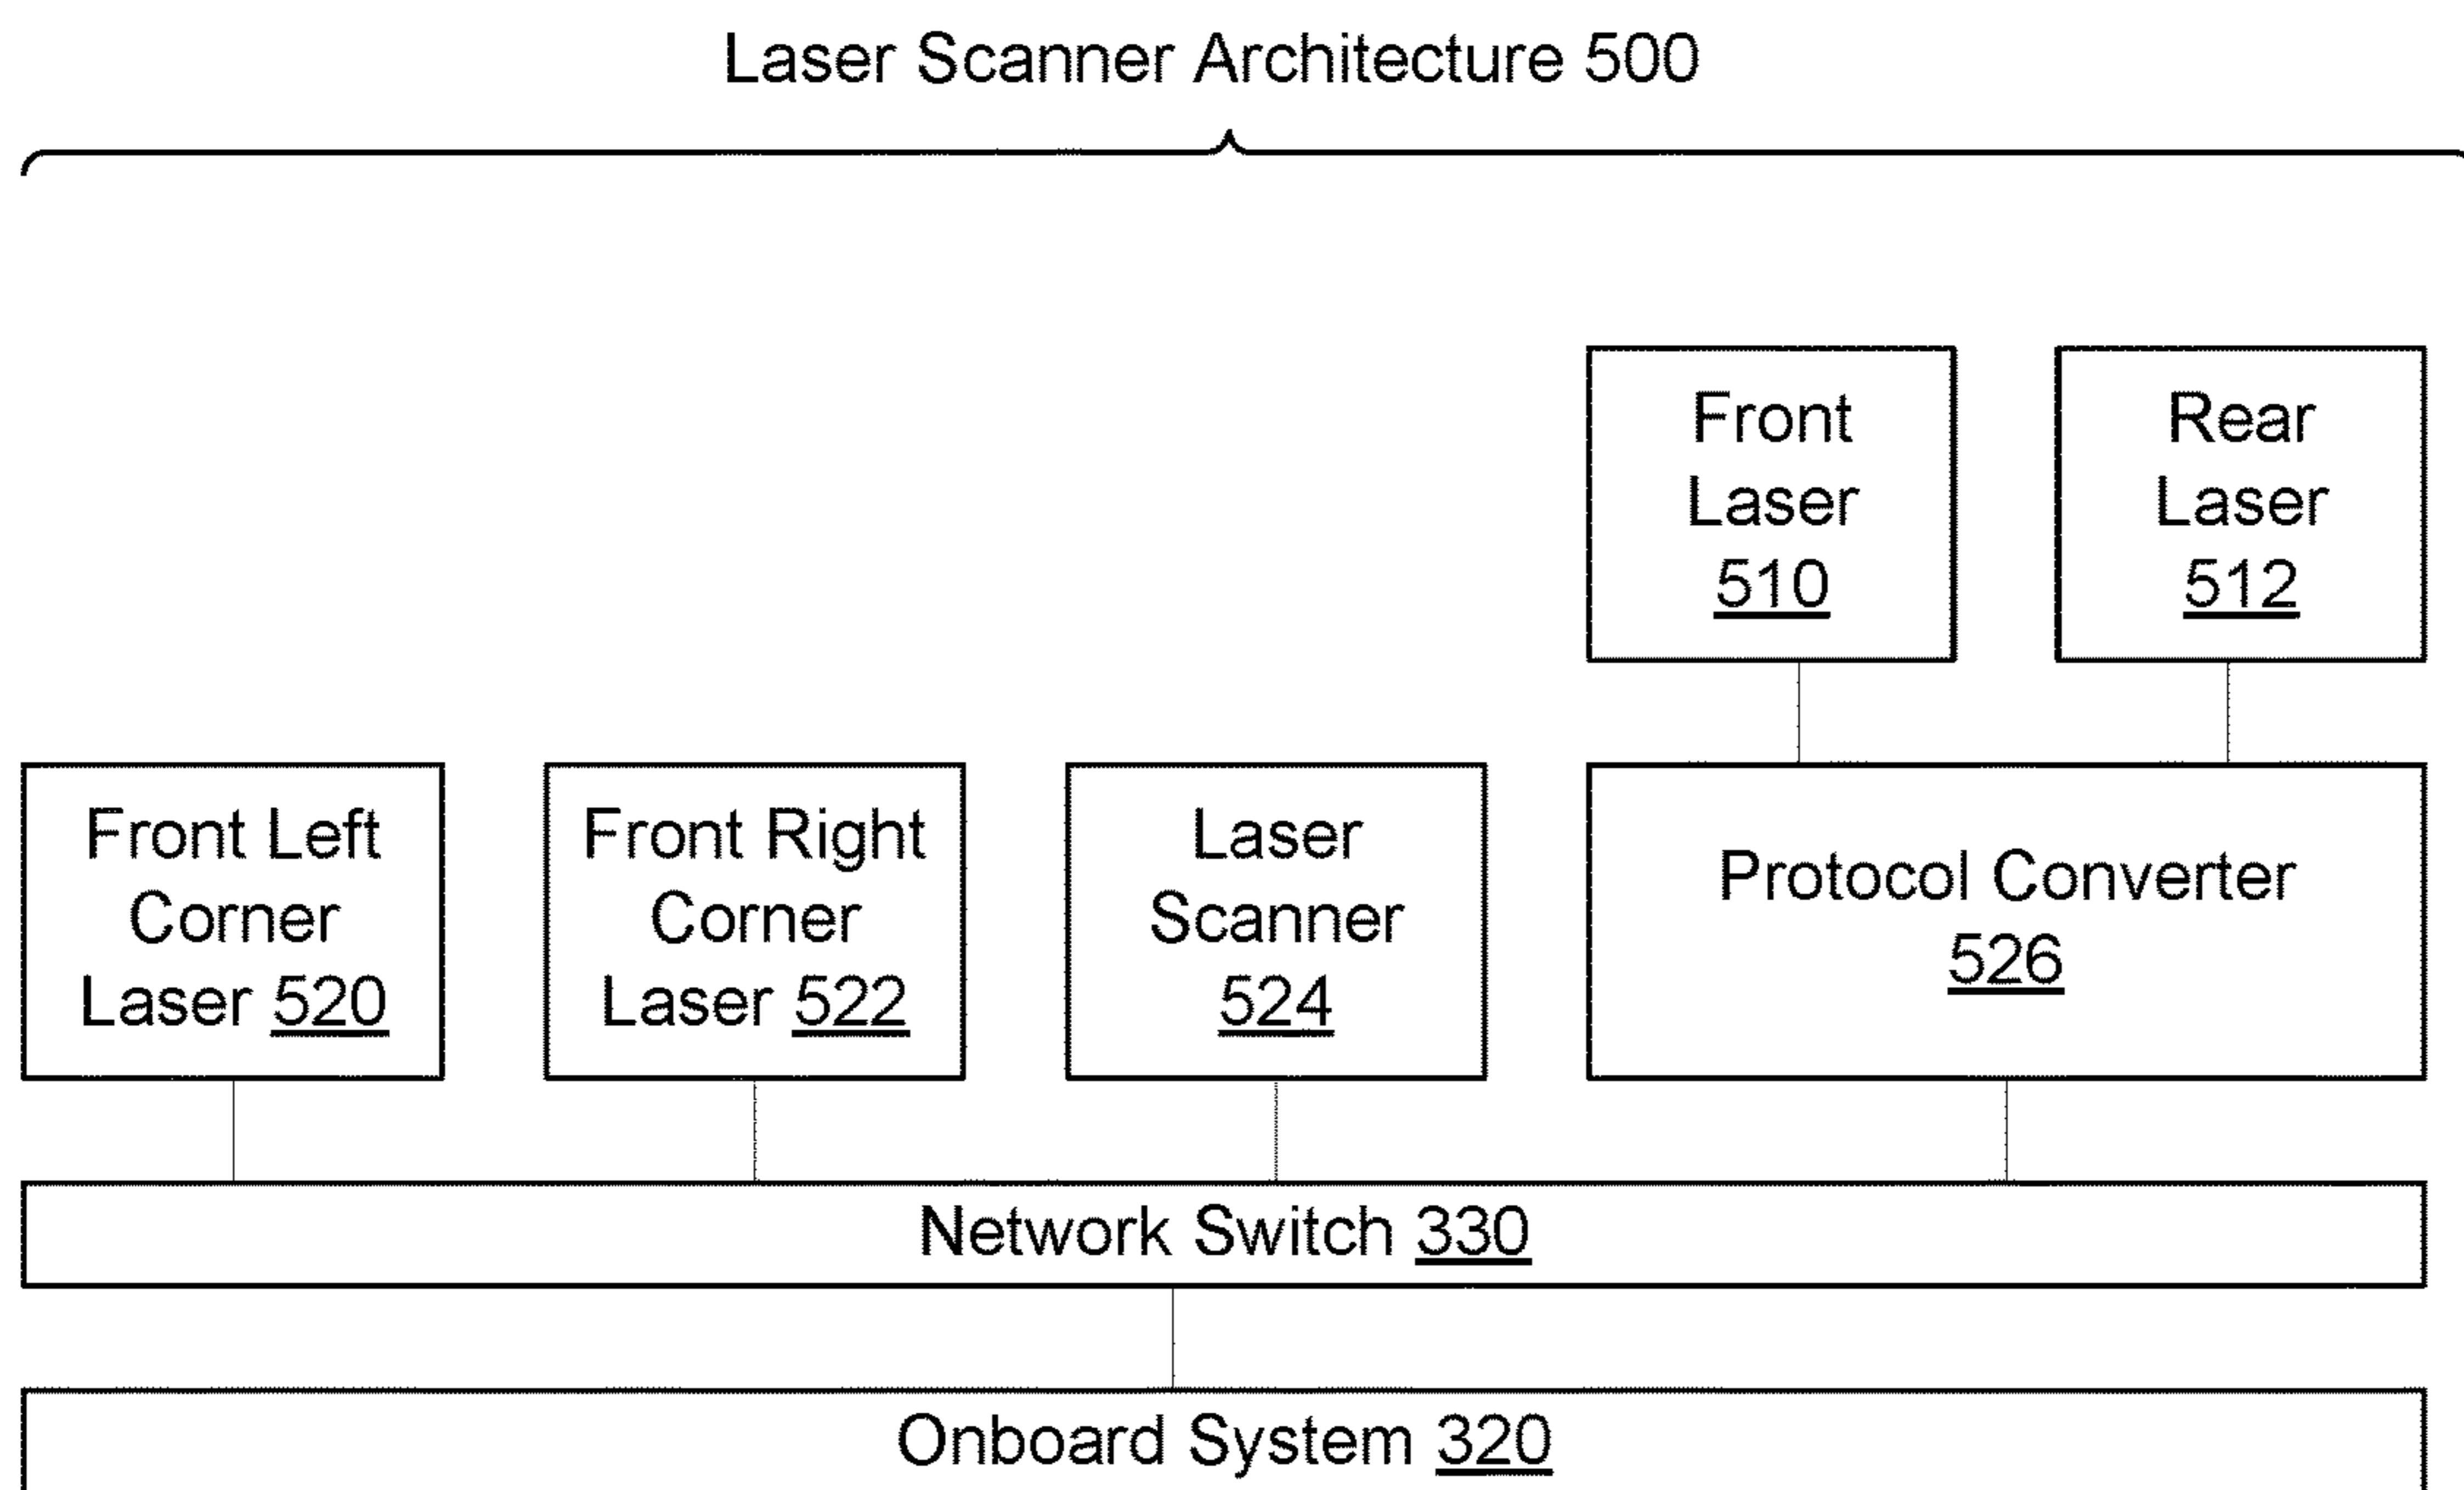 Laser Scanner Architecture 500
Front
Laser
510
Rear
Laser
512
Front Left
Corner
Laser 520
Front Right
Corner
Laser 522
Laser
Scanner
524
Protocol Converter
526
Network Switch 330
Onboard System 320